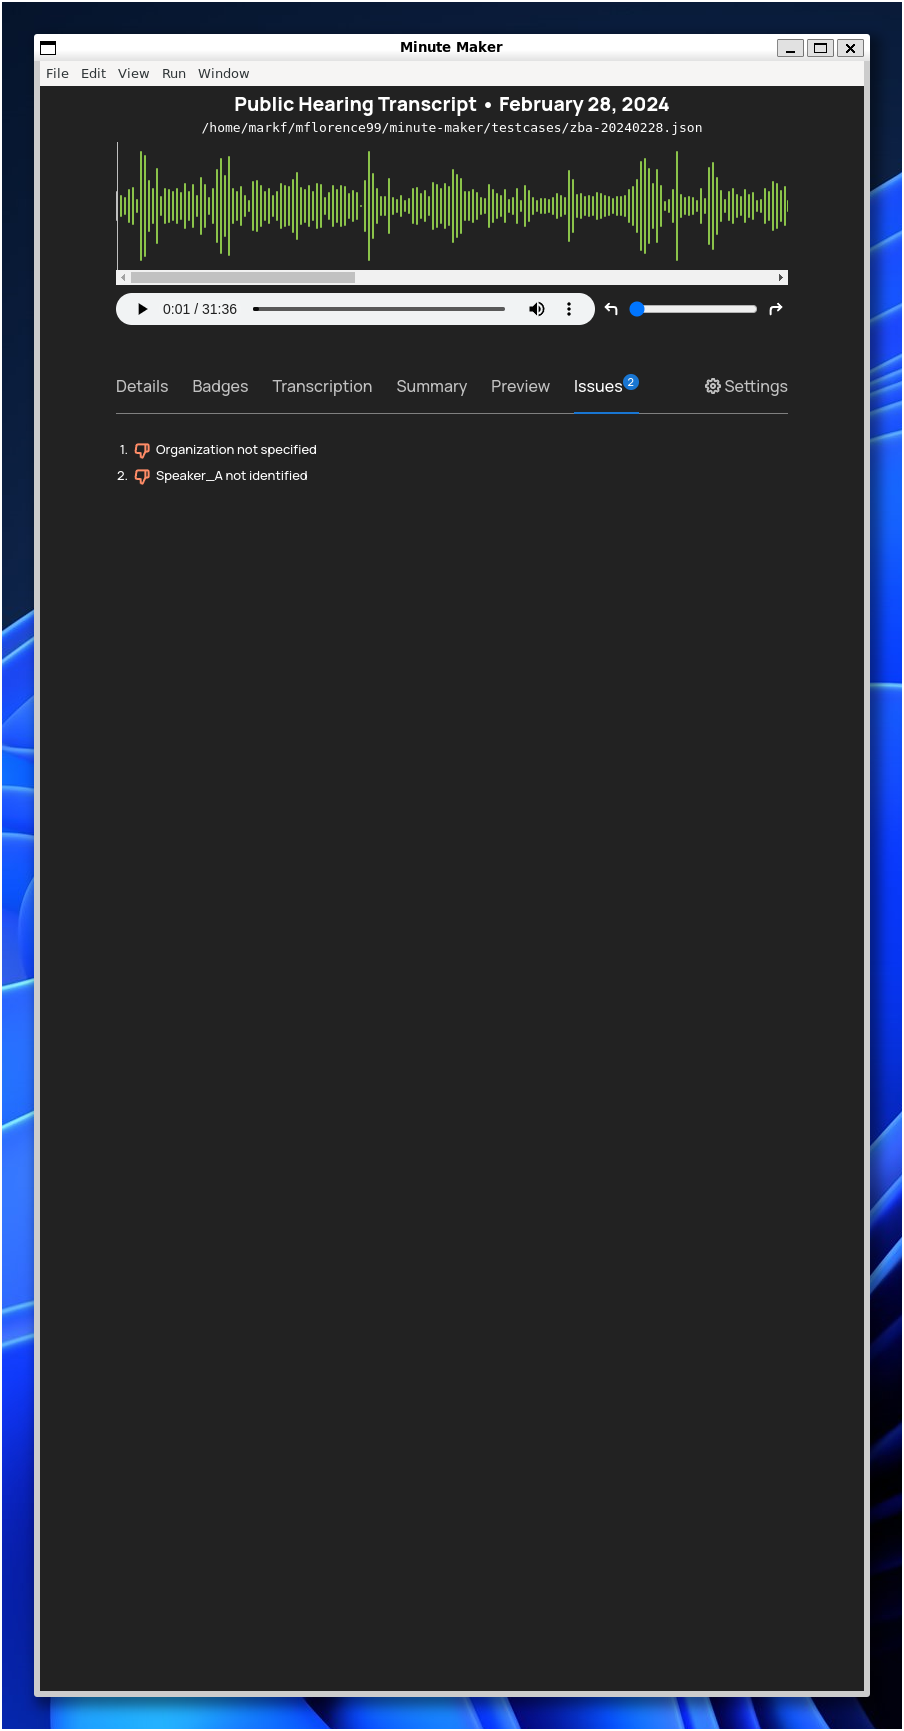 Minute Maker
File Edit View Run Window
Public Hearing Transcript • February 28, 2024
/home/markf/mflorence99/minute-maker/testcases/zba-20240228.json
0:01 / 31:36
Details Badges Transcription Summary Preview Issues 2 Settings
1. Organization not specified
2. Speaker_A not identified